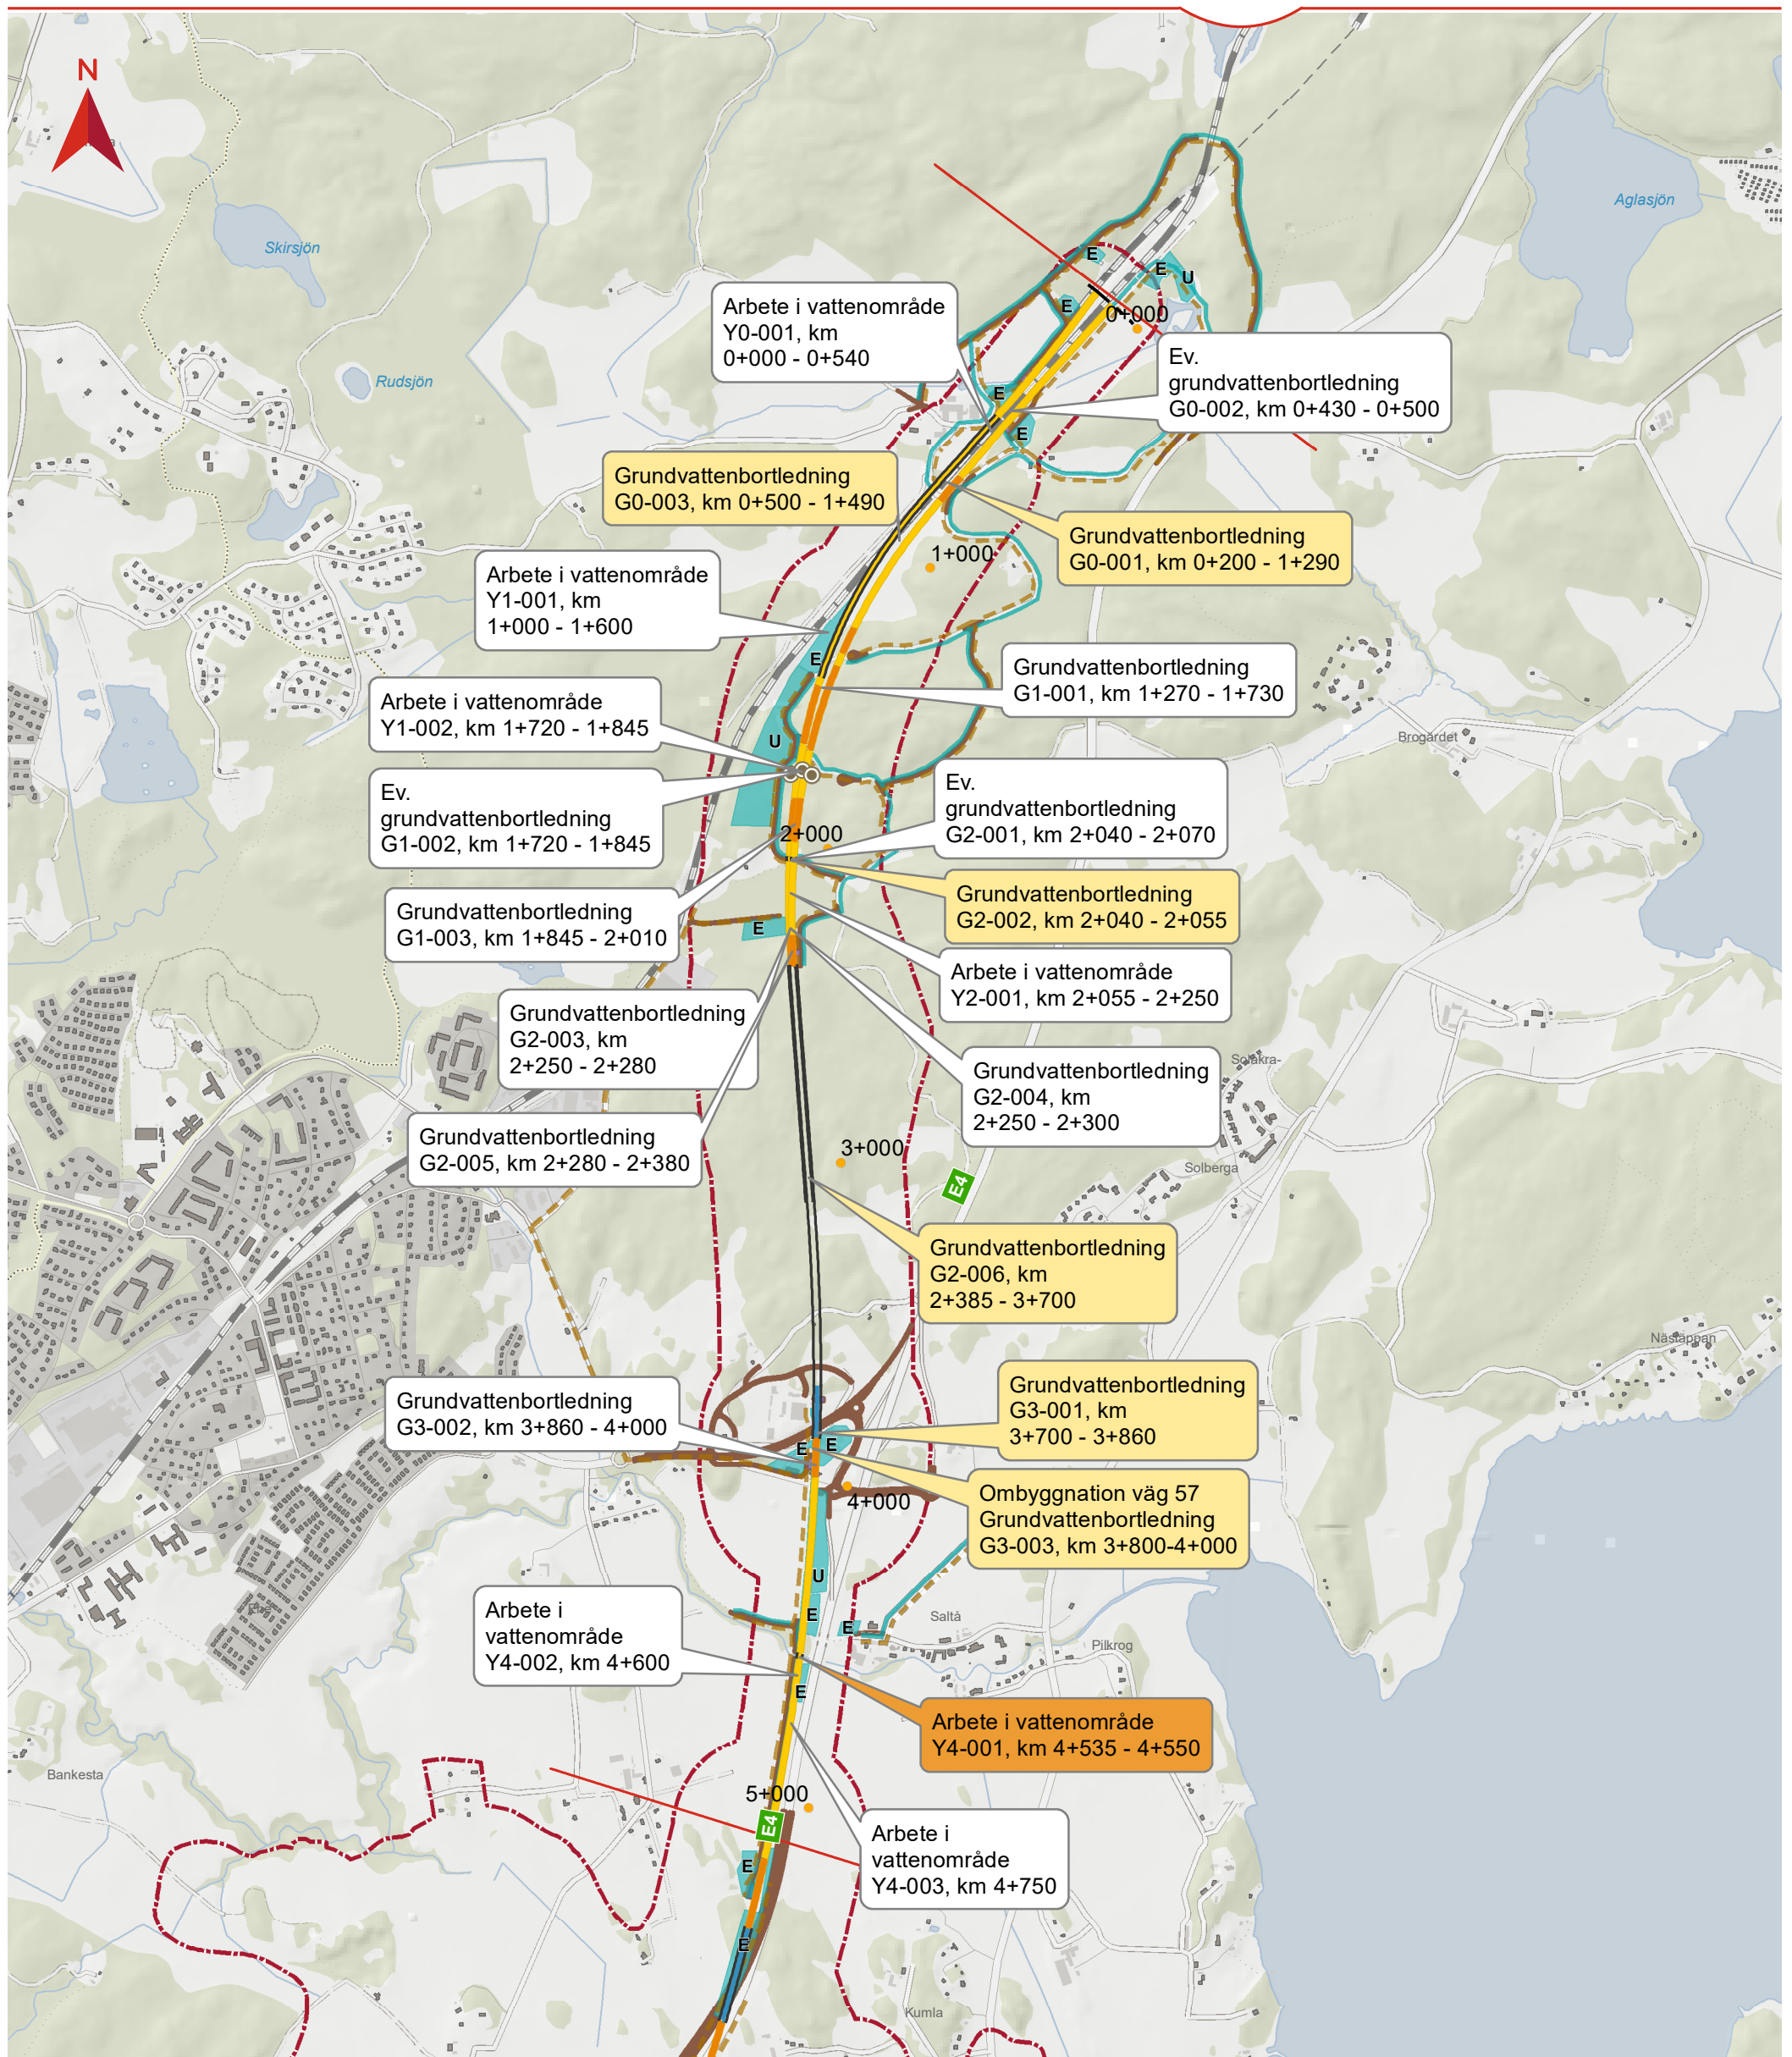 N
Aglasjön
Skirsjön
E
E
U
Arbete i vattenområde
Y0-001, km
0+000 - 0+540
E
0+000
Ev.
grundvattenbortledning
G0-002, km 0+430 - 0+500
Rudsjön
E
E
Grundvattenbortledning
G0-003, km 0+500 - 1+490
Grundvattenbortledning
G0-001, km 0+200 - 1+290
1+000
Arbete i vattenområde
Y1-001, km
1+000 - 1+600
E
Grundvattenbortledning
G1-001, km 1+270 - 1+730
Arbete i vattenområde
Y1-002, km 1+720 - 1+845
U
Brogärdet
Ev.
grundvattenbortledning
G1-002, km 1+720 - 1+845
Ev.
grundvattenbortledning
G2-001, km 2+040 - 2+070
2+000
Grundvattenbortledning
G2-002, km 2+040 - 2+055
Grundvattenbortledning
G1-003, km 1+845 - 2+010
E
Arbete i vattenområde
Y2-001, km 2+055 - 2+250
Grundvattenbortledning
G2-003, km
2+250 - 2+280
Solåkra-
Grundvattenbortledning
G2-004, km
2+250 - 2+300
Grundvattenbortledning
G2-005, km 2+280 - 2+380
3+000
Solberga
E4
Grundvattenbortledning
G2-006, km
2+385 - 3+700
Näståppan
Grundvattenbortledning
G3-002, km 3+860 - 4+000
Grundvattenbortledning
G3-001, km
3+700 - 3+860
E
E
Ombyggnation väg 57
Grundvattenbortledning
G3-003, km 3+800-4+000
4+000
U
Arbete i
vattenområde
Y4-002, km 4+600
E
E
Saltå
Pilkrog
E
Arbete i vattenområde
Y4-001, km 4+535 - 4+550
Bankesta
5+000
E4
Arbete i
vattenområde
Y4-003, km 4+750
E
E
Kumla